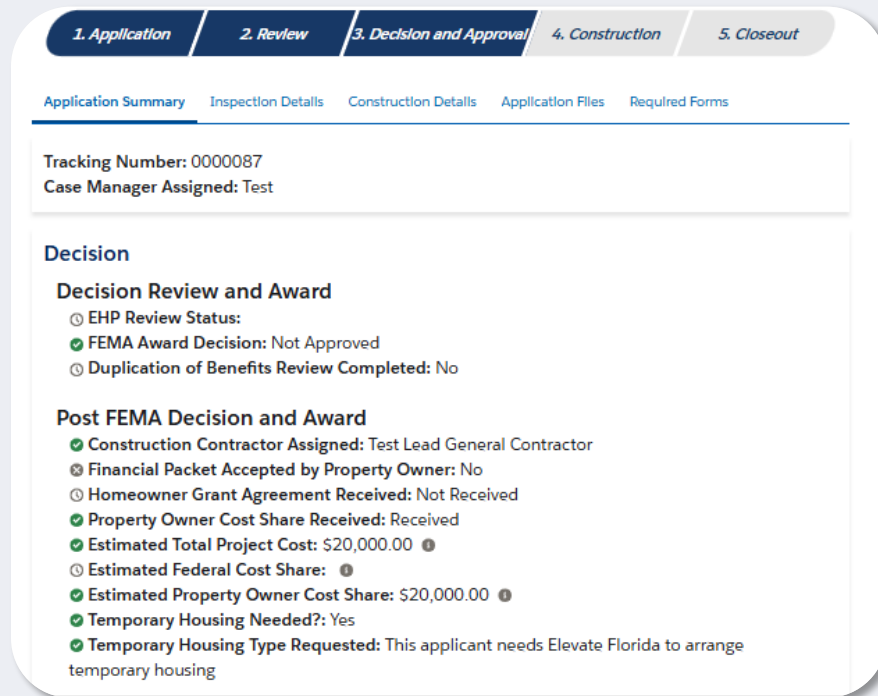 1. Application 2. Review 3. Decision and Approval 4. Construction 5. Closeout
Application Summary Inspection Details Construction Details Application Files Required Forms
Tracking Number: 0000087
Case Manager Assigned: Test
Decision
Decision Review and Award
EHP Review Status:
FEMA Award Decision: Not Approved
Duplication of Benefits Review Completed: No
Post FEMA Decision and Award
Construction Contractor Assigned: Test Lead General Contractor
Financial Packet Accepted by Property Owner: No
Homeowner Grant Agreement Received: Not Received
Property Owner Cost Share Received: Received
Estimated Total Project Cost: $20,000.00
Estimated Federal Cost Share:
Estimated Property Owner Cost Share: $20,000.00
Temporary Housing Needed?: Yes
Temporary Housing Type Requested: This applicant needs Elevate Florida to arrange
temporary housing